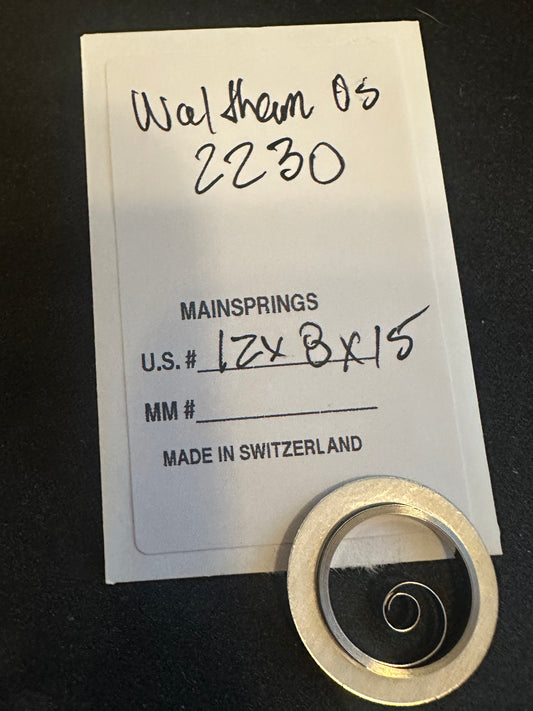 Waltham 0s
2230
MAINSPRINGS
U.S.# 12x8x15
MM #
MADE IN SWITZERLAND